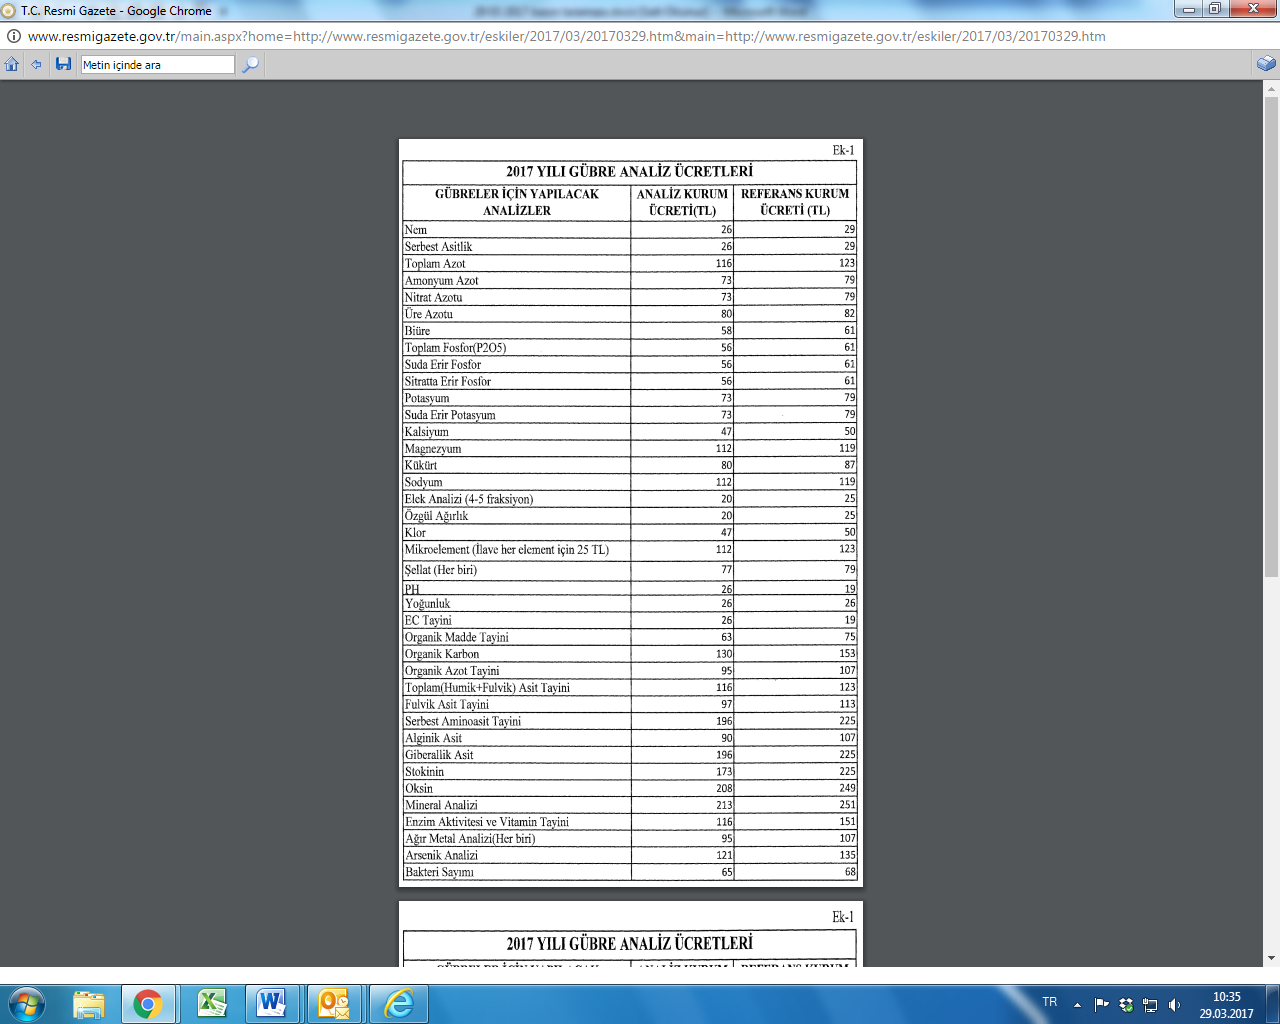 T.C. Resmi Gazete - Google Chrome
www.resmigazete.gov.tr/main.aspx?home=http://www.resmigazete.gov.tr/eskiler/2017/03/20170329.htm&main=http://www.resmigazete.gov.tr/eskiler/2017/03/20170329.htm
Metin içinde ara
Ek-1
2017 YILI GÜBRE ANALİZ ÜCRETLERİ
GÜBRELER İÇİN YAPILACAK ANALİZ KURUM REFERANS KURUM
ANALİZLER ÜCRETİ(TL) ÜCRETİ (TL)
Nem 26 29
Serbest Asitlik 26 29
Toplam Azot 116 123
Amonyum Azot 73 79
Nitrat Azotu 73 79
Üre Azotu 80 82
Biüre 58 61
Toplam Fosfor(P2O5) 56 61
Suda Erir Fosfor 56 61
Sitratta Erir Fosfor 56 61
Potasyum 73 79
Suda Erir Potasyum 73 79
Kalsiyum 47 50
Magnezyum 112 119
Kükürt 80 87
Sodyum 112 119
Elek Analizi (4-5 fraksiyon) 20 25
Özgül Ağırlık 20 25
Klor 47 50
Mikroelement (İlave her element için 25 TL) 112 123
Şellat (Her biri) 77 79
PH 26 19
Yoğunluk 26 26
EC Tayini 26 19
Organik Madde Tayini 63 75
Organik Karbon 130 153
Organik Azot Tayini 95 107
Toplam(Humik+Fulvik) Asit Tayini 116 123
Fulvik Asit Tayini 97 113
Serbest Aminoasit Tayini 196 225
Alginik Asit 90 107
Giberallik Asit 196 225
Stokinin 173 225
Oksin 208 249
Mineral Analizi 213 251
Enzim Aktivitesi ve Vitamin Tayini 116 151
Ağır Metal Analizi(Her biri) 95 107
Arsenik Analizi 121 135
Bakteri Sayımı 65 68
Ek-1
2017 YILI GÜBRE ANALİZ ÜCRETLERİ
TR
10:35
29.03.2017